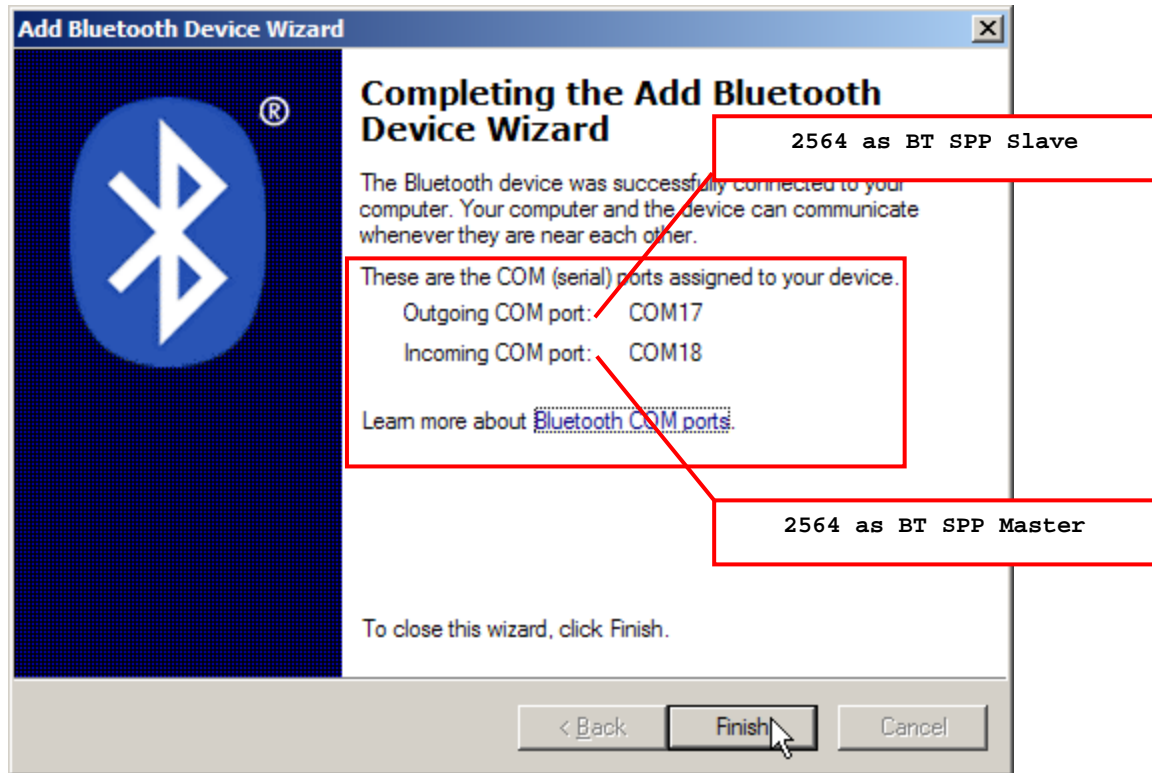 Add Bluetooth Device Wizard
®
Completing the Add Bluetooth
Device Wizard
2564 as BT SPP Slave
The Bluetooth device was successfully connected to your
computer. Your computer and the device can communicate
whenever they are near each other.
These are the COM (serial) ports assigned to your device.
Outgoing COM port: COM17
Incoming COM port: COM18
Learn more about Bluetooth COM ports.
2564 as BT SPP Master
To close this wizard, click Finish.
< Back Finish Cancel